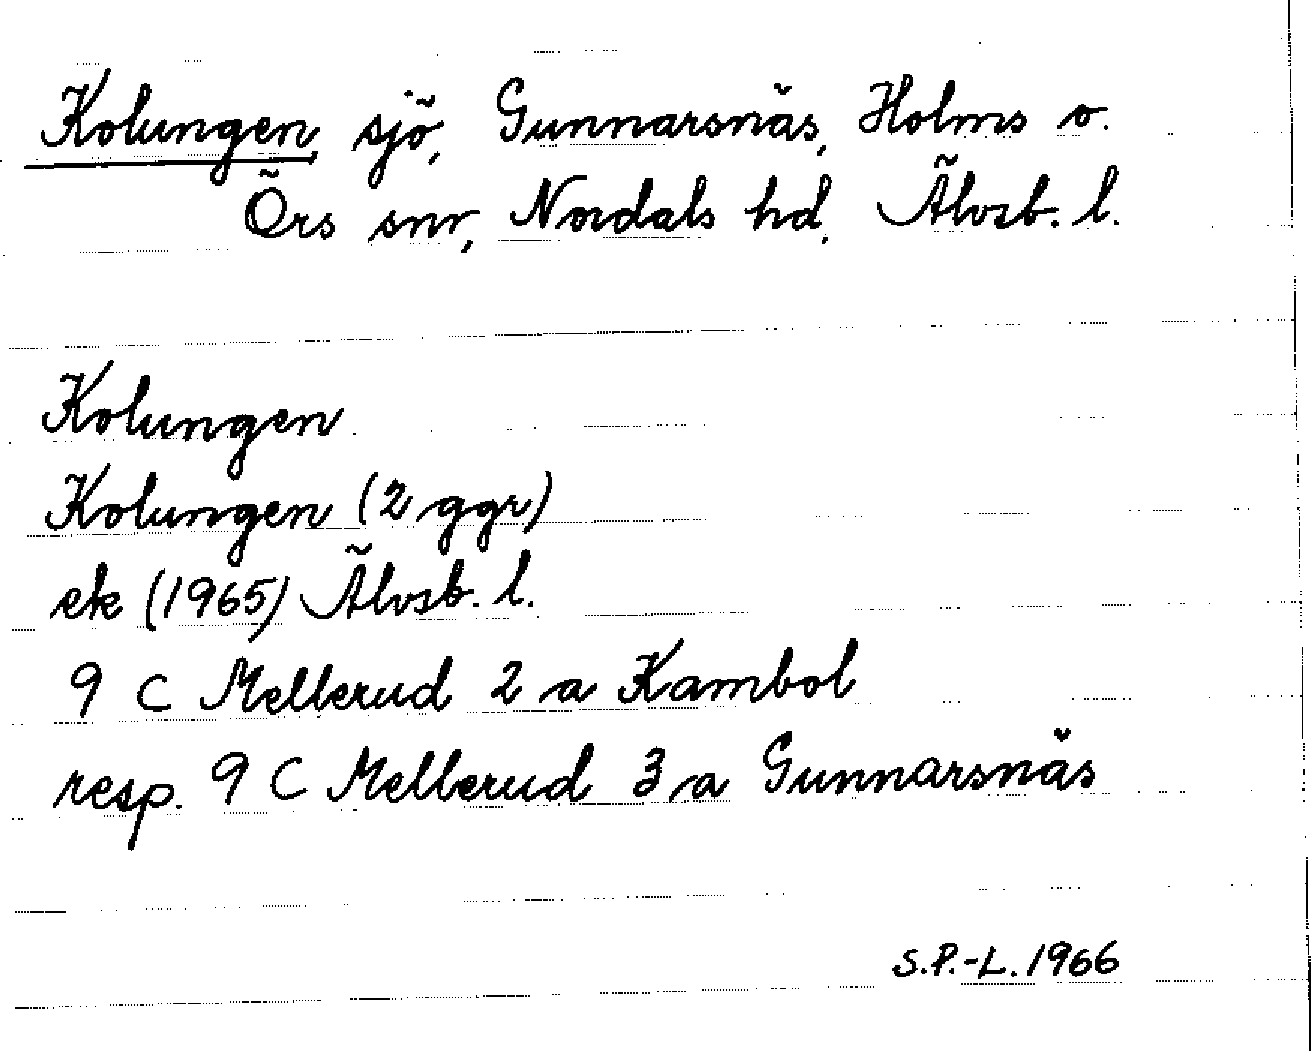 Kolungen, sjö, Gunnarsnäs, Holms o.
Örs snr, Nordals hd, Älvsb. l.
Kolungen
Kolungen (2 ggr)
ek (1965) Älvsb. l.
9 C Mellerud 2 a Kambol
resp. 9 C Mellerud 3 a Gunnarsnäs
S.P.-L. 1966